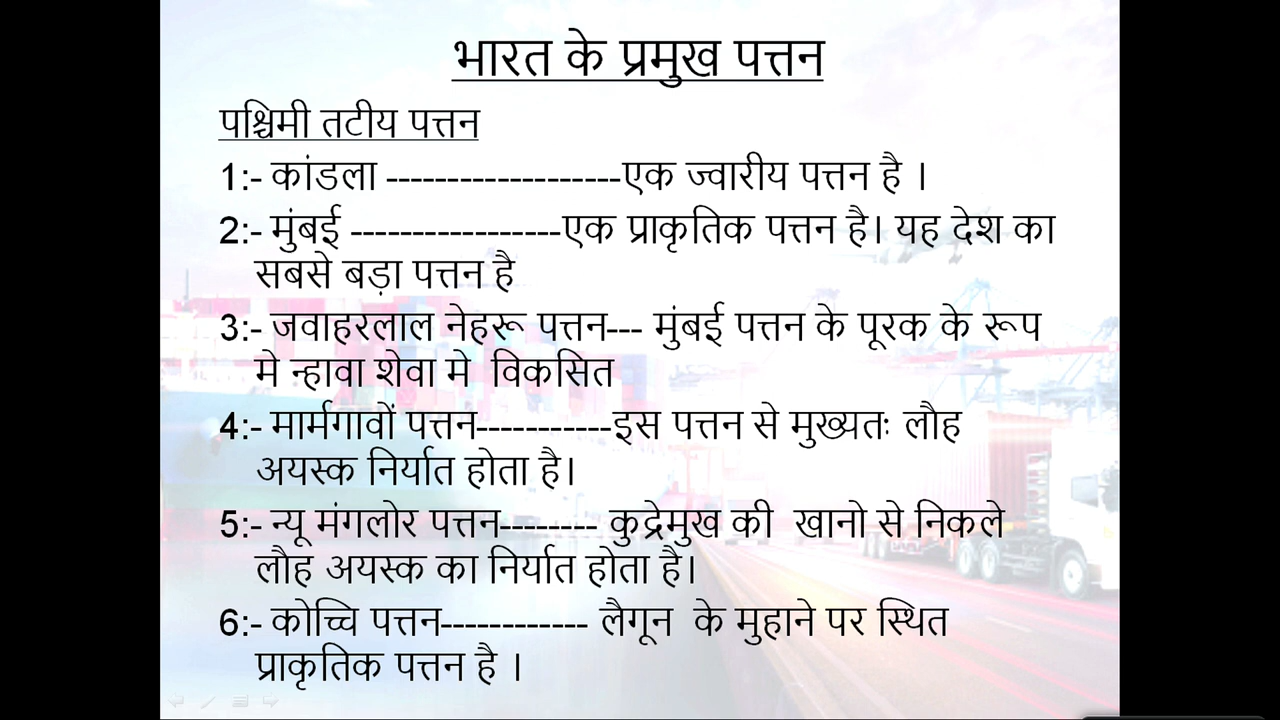 भारत के प्रमुख पत्तन
पश्चिमी तटीय पत्तन
1:- कांडला -------------------एक ज्वारीय पत्तन है ।
2:- मुंबई -----------------एक प्राकृतिक पत्तन है। यह देश का
सबसे बड़ा पत्तन है
3:- जवाहरलाल नेहरू पत्तन--- मुंबई पत्तन के पूरक के रूप
मे न्हावा शेवा मे विकसित
4:- मार्मगावों पत्तन-----------इस पत्तन से मुख्यतः लौह
अयस्क निर्यात होता है।
5:- न्यू मंगलोर पत्तन-------- कुद्रेमुख की खानो से निकले
लौह अयस्क का निर्यात होता है।
6:- कोच्चि पत्तन------------ लैगून के मुहाने पर स्थित
प्राकृतिक पत्तन है ।